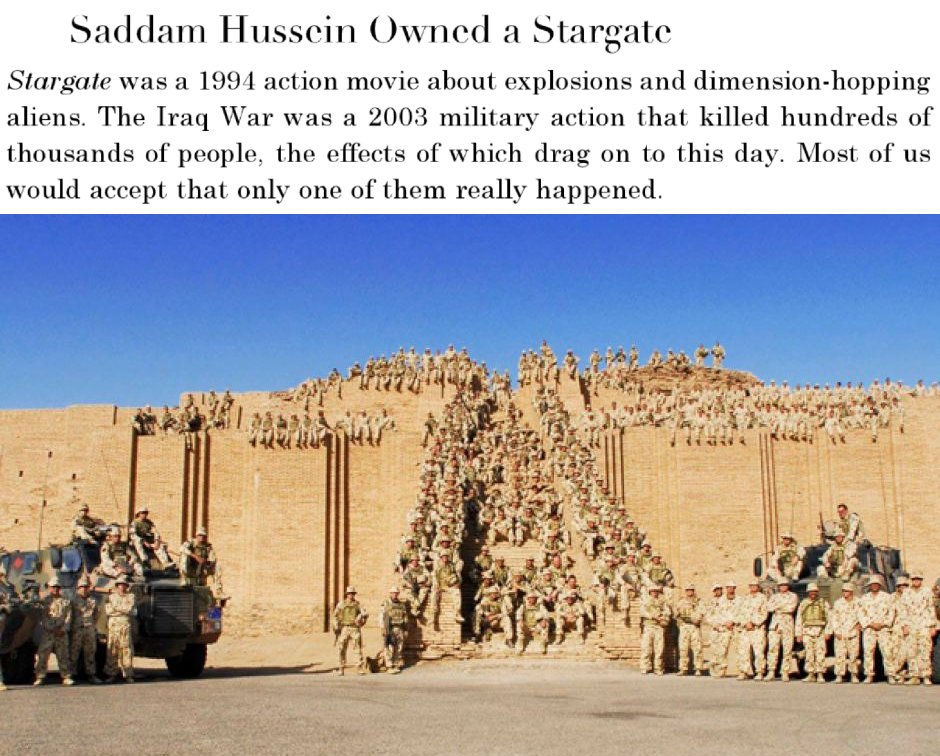 Saddam Hussein Owned a Stargate
Stargate was a 1994 action movie about explosions and dimension-hopping
aliens. The Iraq War was a 2003 military action that killed hundreds of
thousands of people, the effects of which drag on to this day. Most of us
would accept that only one of them really happened.